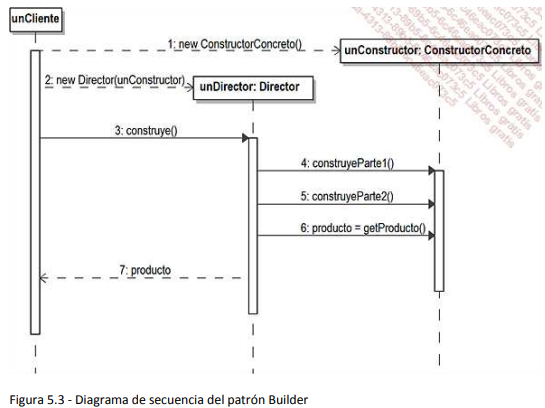 unCliente
1: new ConstructorConcreto()
unConstructor: ConstructorConcreto
2: new Director(unConstructor)
unDirector: Director
3: construye()
4: construyeParte1()
5: construyeParte2()
6: producto = getProducto()
7: producto
Figura 5.3 - Diagrama de secuencia del patrón Builder